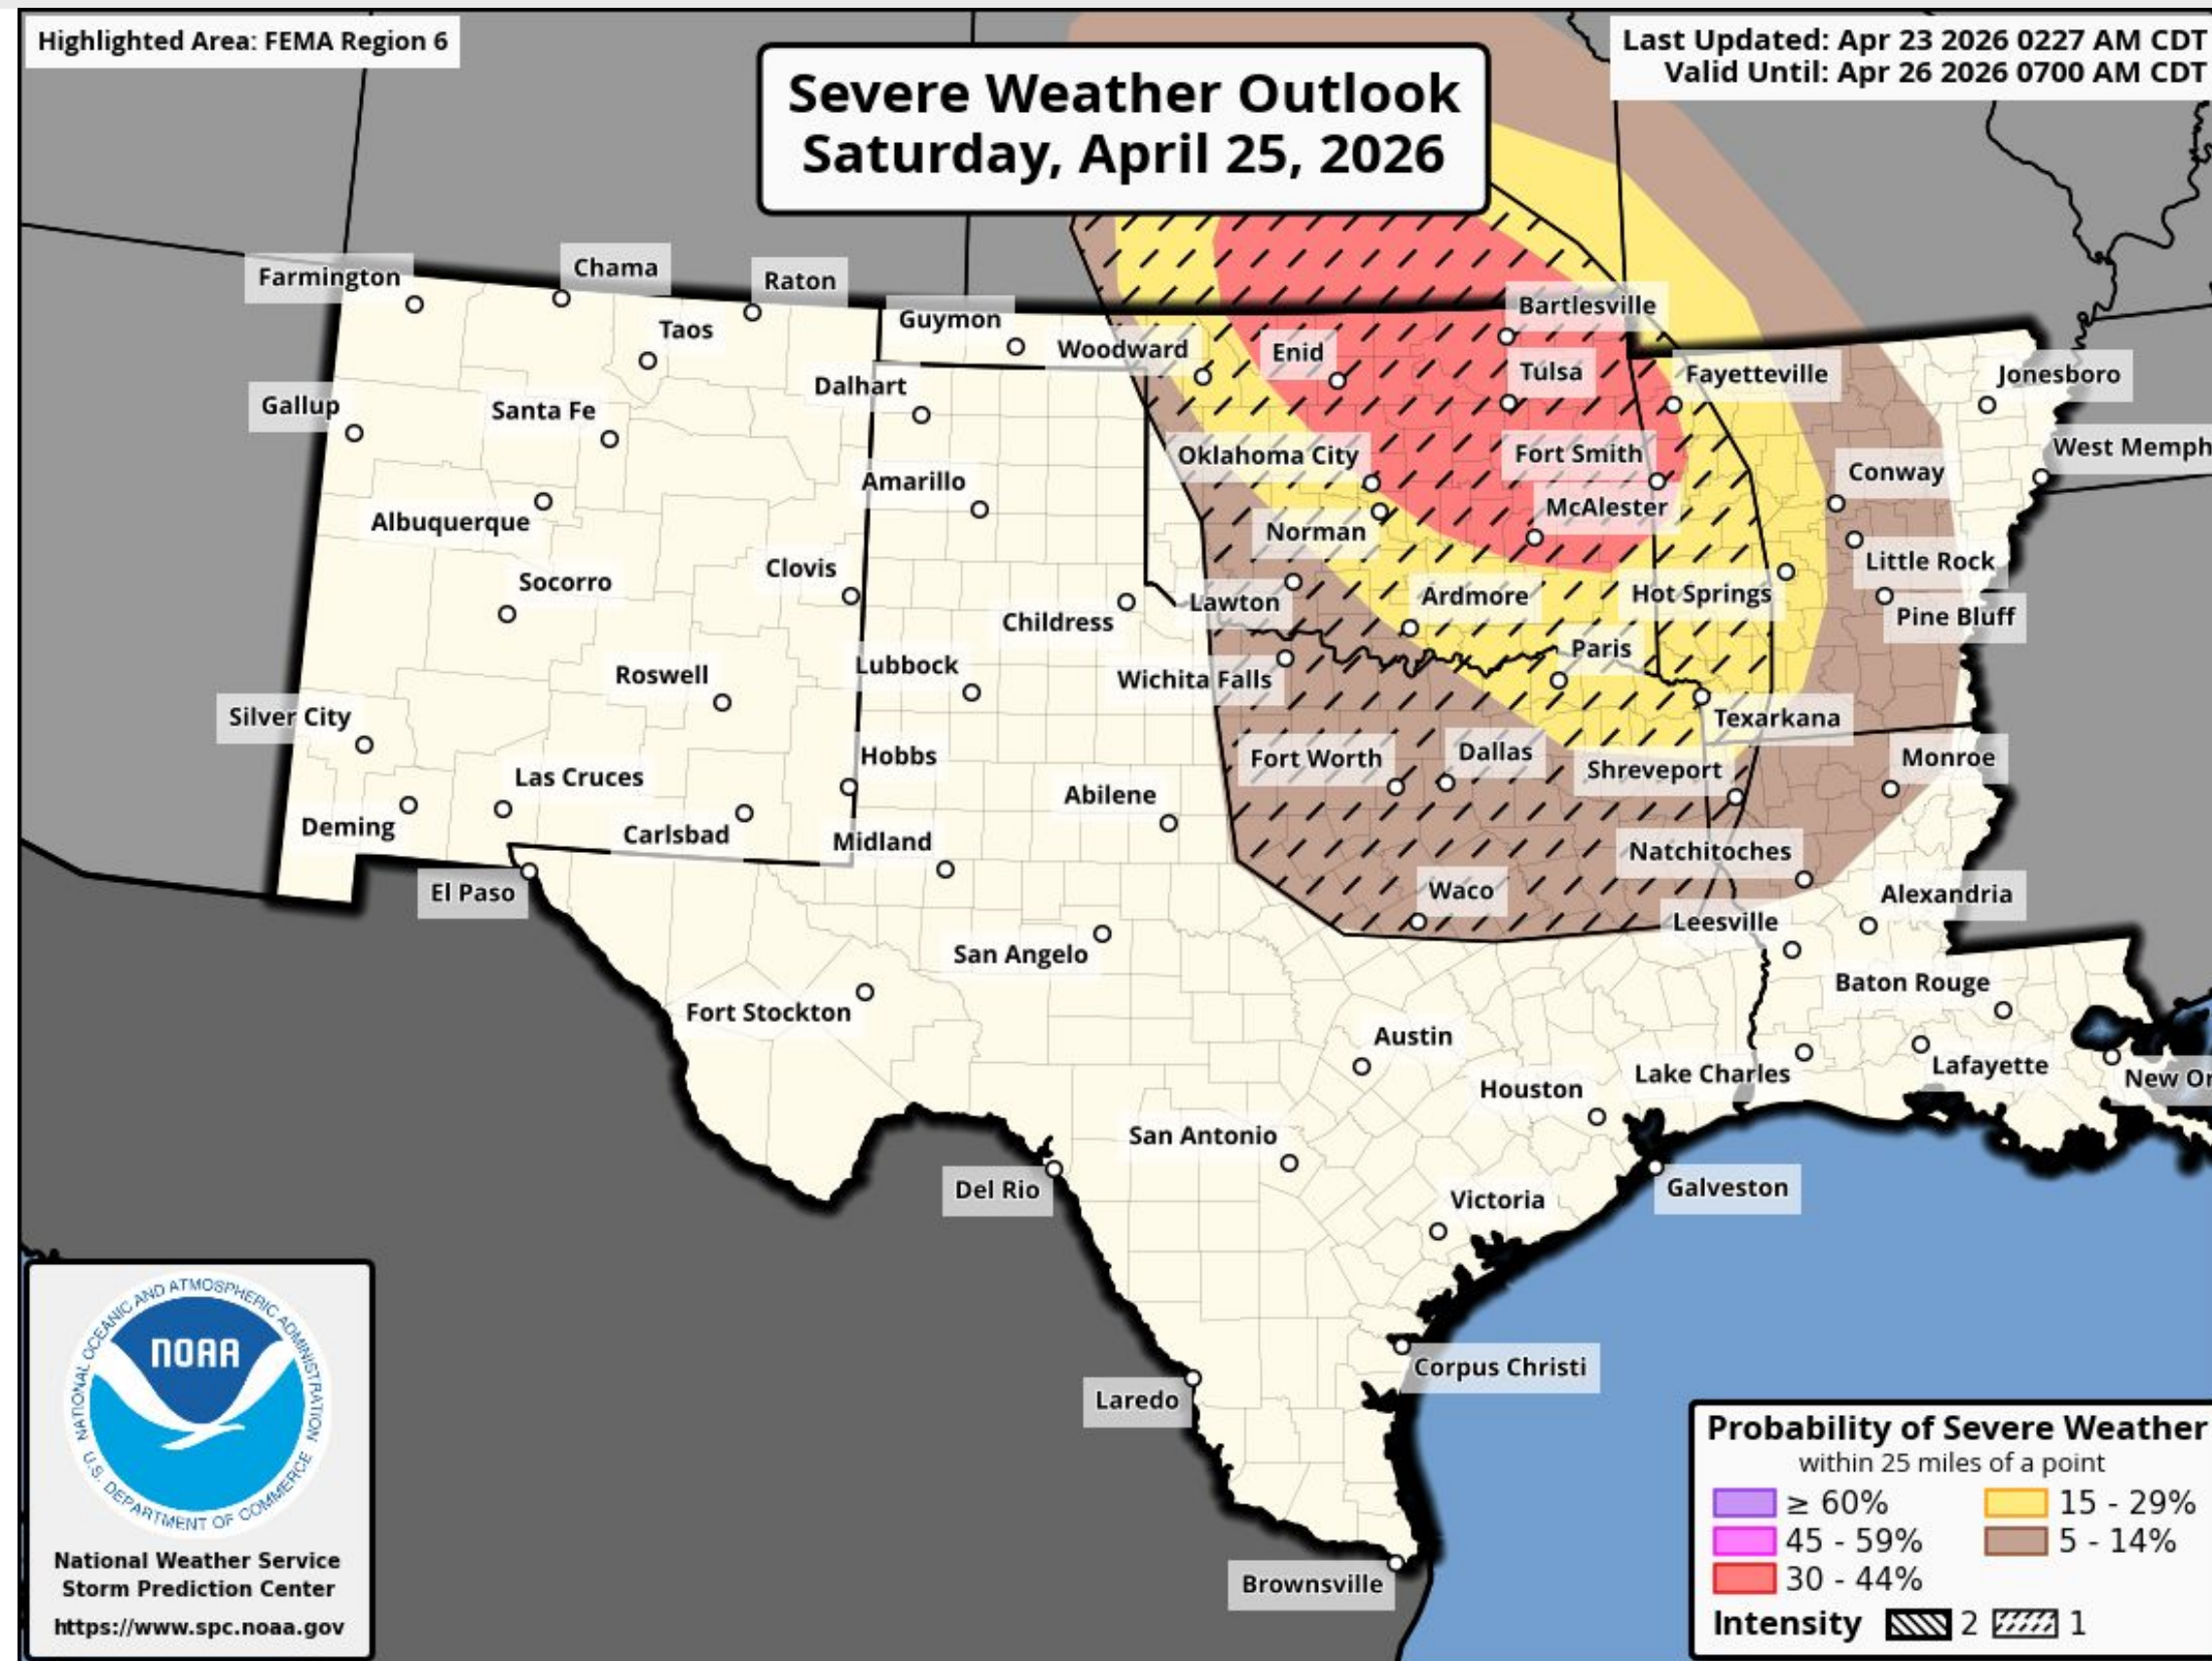 Highlighted Area: FEMA Region 6
Severe Weather Outlook
Saturday, April 25, 2026
Last Updated: Apr 23 2026 0227 AM CDT
Valid Until: Apr 26 2026 0700 AM CDT
Farmington
Chama
Raton
Taos
Guymon
Woodward
Enid
Bartlesville
Tulsa
Fayetteville
Jonesboro
Gallup
Santa Fe
Dalhart
Oklahoma City
Fort Smith
West Memph
Albuquerque
Amarillo
Norman
McAlester
Conway
Little Rock
Socorro
Clovis
Childress
Lawton
Ardmore
Hot Springs
Pine Bluff
Roswell
Lubbock
Wichita Falls
Paris
Texarkana
Silver City
Las Cruces
Hobbs
Abilene
Fort Worth
Dallas
Shreveport
Monroe
Deming
Carlsbad
Midland
Natchitoches
El Paso
Waco
Leesville
Alexandria
San Angelo
Baton Rouge
Fort Stockton
Austin
Houston
Lake Charles
Lafayette
New Or
San Antonio
Del Rio
Victoria
Galveston
Corpus Christi
Laredo
Brownsville
NATIONAL OCEANIC AND ATMOSPHERIC ADMINISTRATION
NOAA
U.S. DEPARTMENT OF COMMERCE
National Weather Service
Storm Prediction Center
https://www.spc.noaa.gov
Probability of Severe Weather
within 25 miles of a point
≥ 60% 15 - 29%
45 - 59% 5 - 14%
30 - 44%
Intensity 2 1